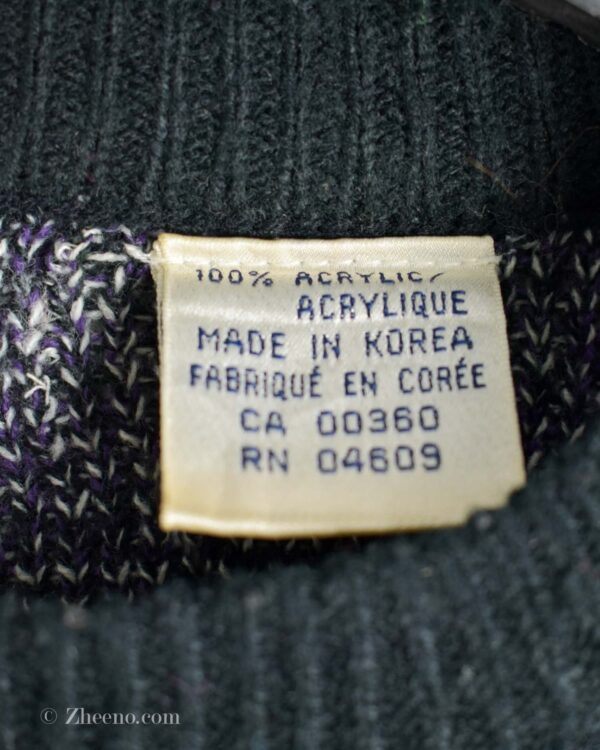 100% ACRYLIC/
ACRYLIQUE
MADE IN KOREA
FABRIQUÉ EN CORÉE
CA 00360
RN 04609
© Zheeno.com